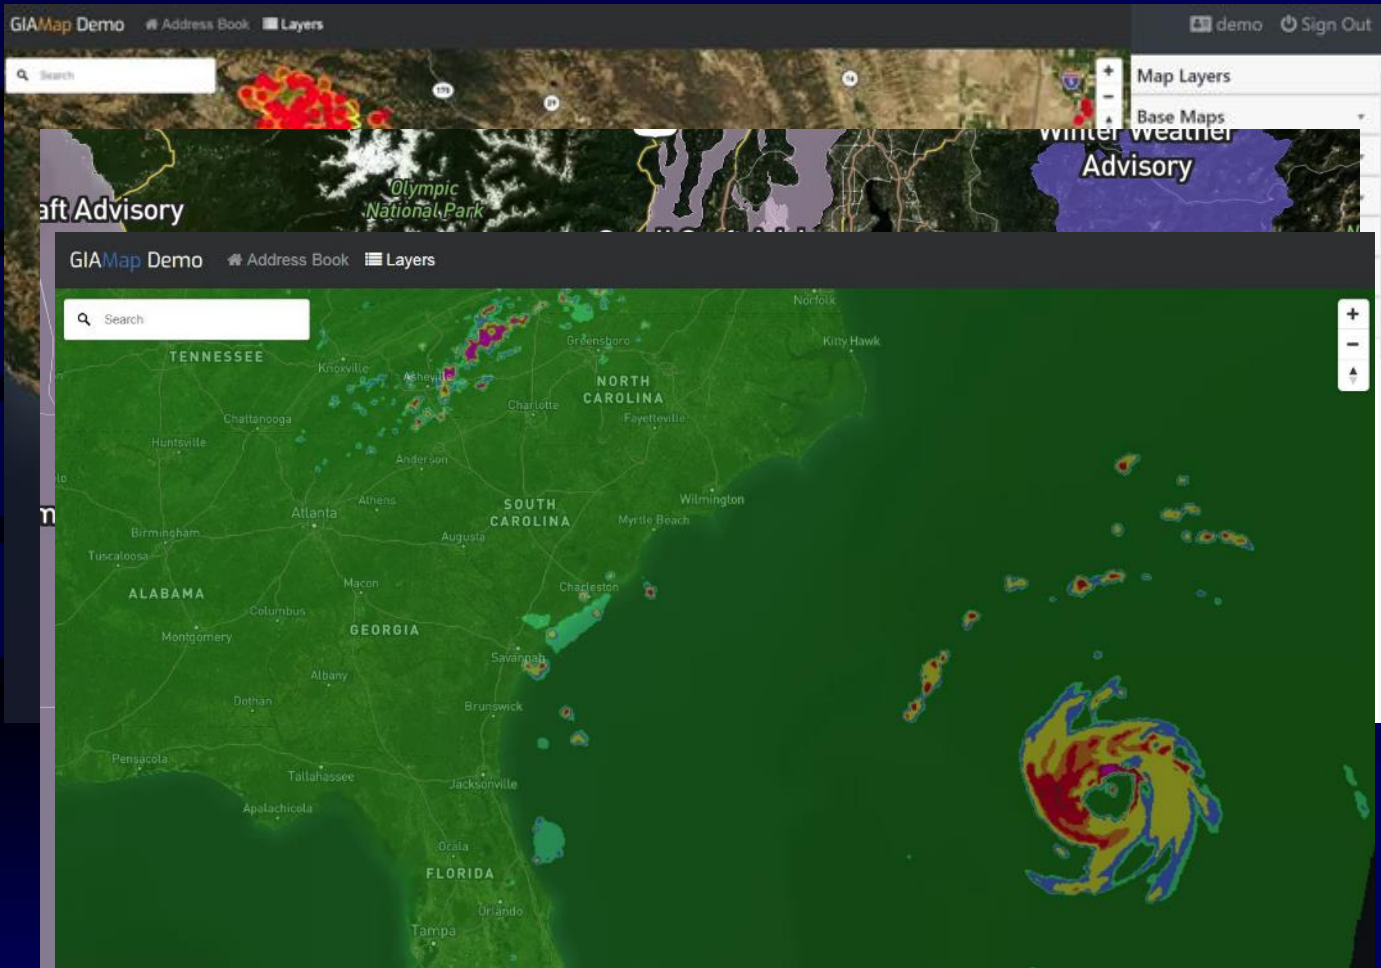 GIAMap Demo Address Book Layers demo Sign Out
Search
Map Layers
Base Maps
Advisory
Olympic
National Park
Advisory
GIAMap Demo Address Book Layers
Search
Norfolk
Kitty Hawk
TENNESSEE
Knoxville
Greensboro
Asheville
NORTH
CAROLINA
Charlotte
Fayetteville
Chattanooga
Huntsville
Anderson
Wilmington
Athens
SOUTH
CAROLINA
Atlanta
Myrtle Beach
Birmingham
Augusta
Tuscaloosa
Macon
Charleston
ALABAMA
Columbus
GEORGIA
Montgomery
Savannah
Albany
Dothan
Brunswick
Pensacola
Tallahassee
Jacksonville
Apalachicola
Ocala
FLORIDA
Orlando
Tampa